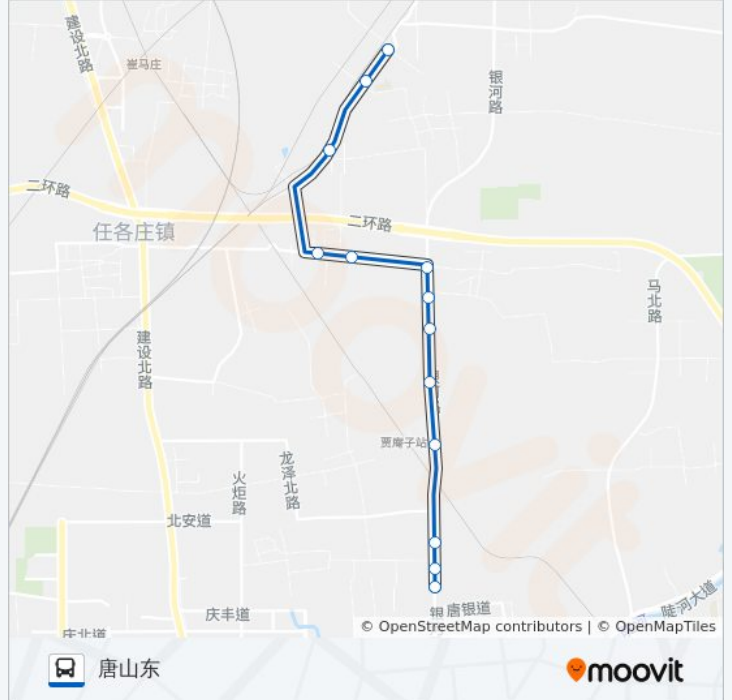 建设北路
崔马庄
银河路
二环路
二环路
任各庄镇
马北路
建设北路
贾庵子站
龙泽北路
火炬路
北安道
庆丰道
银 唐银道
陡河大道
庆北道
© OpenStreetMap contributors | © OpenMapTiles
唐山东
moovit